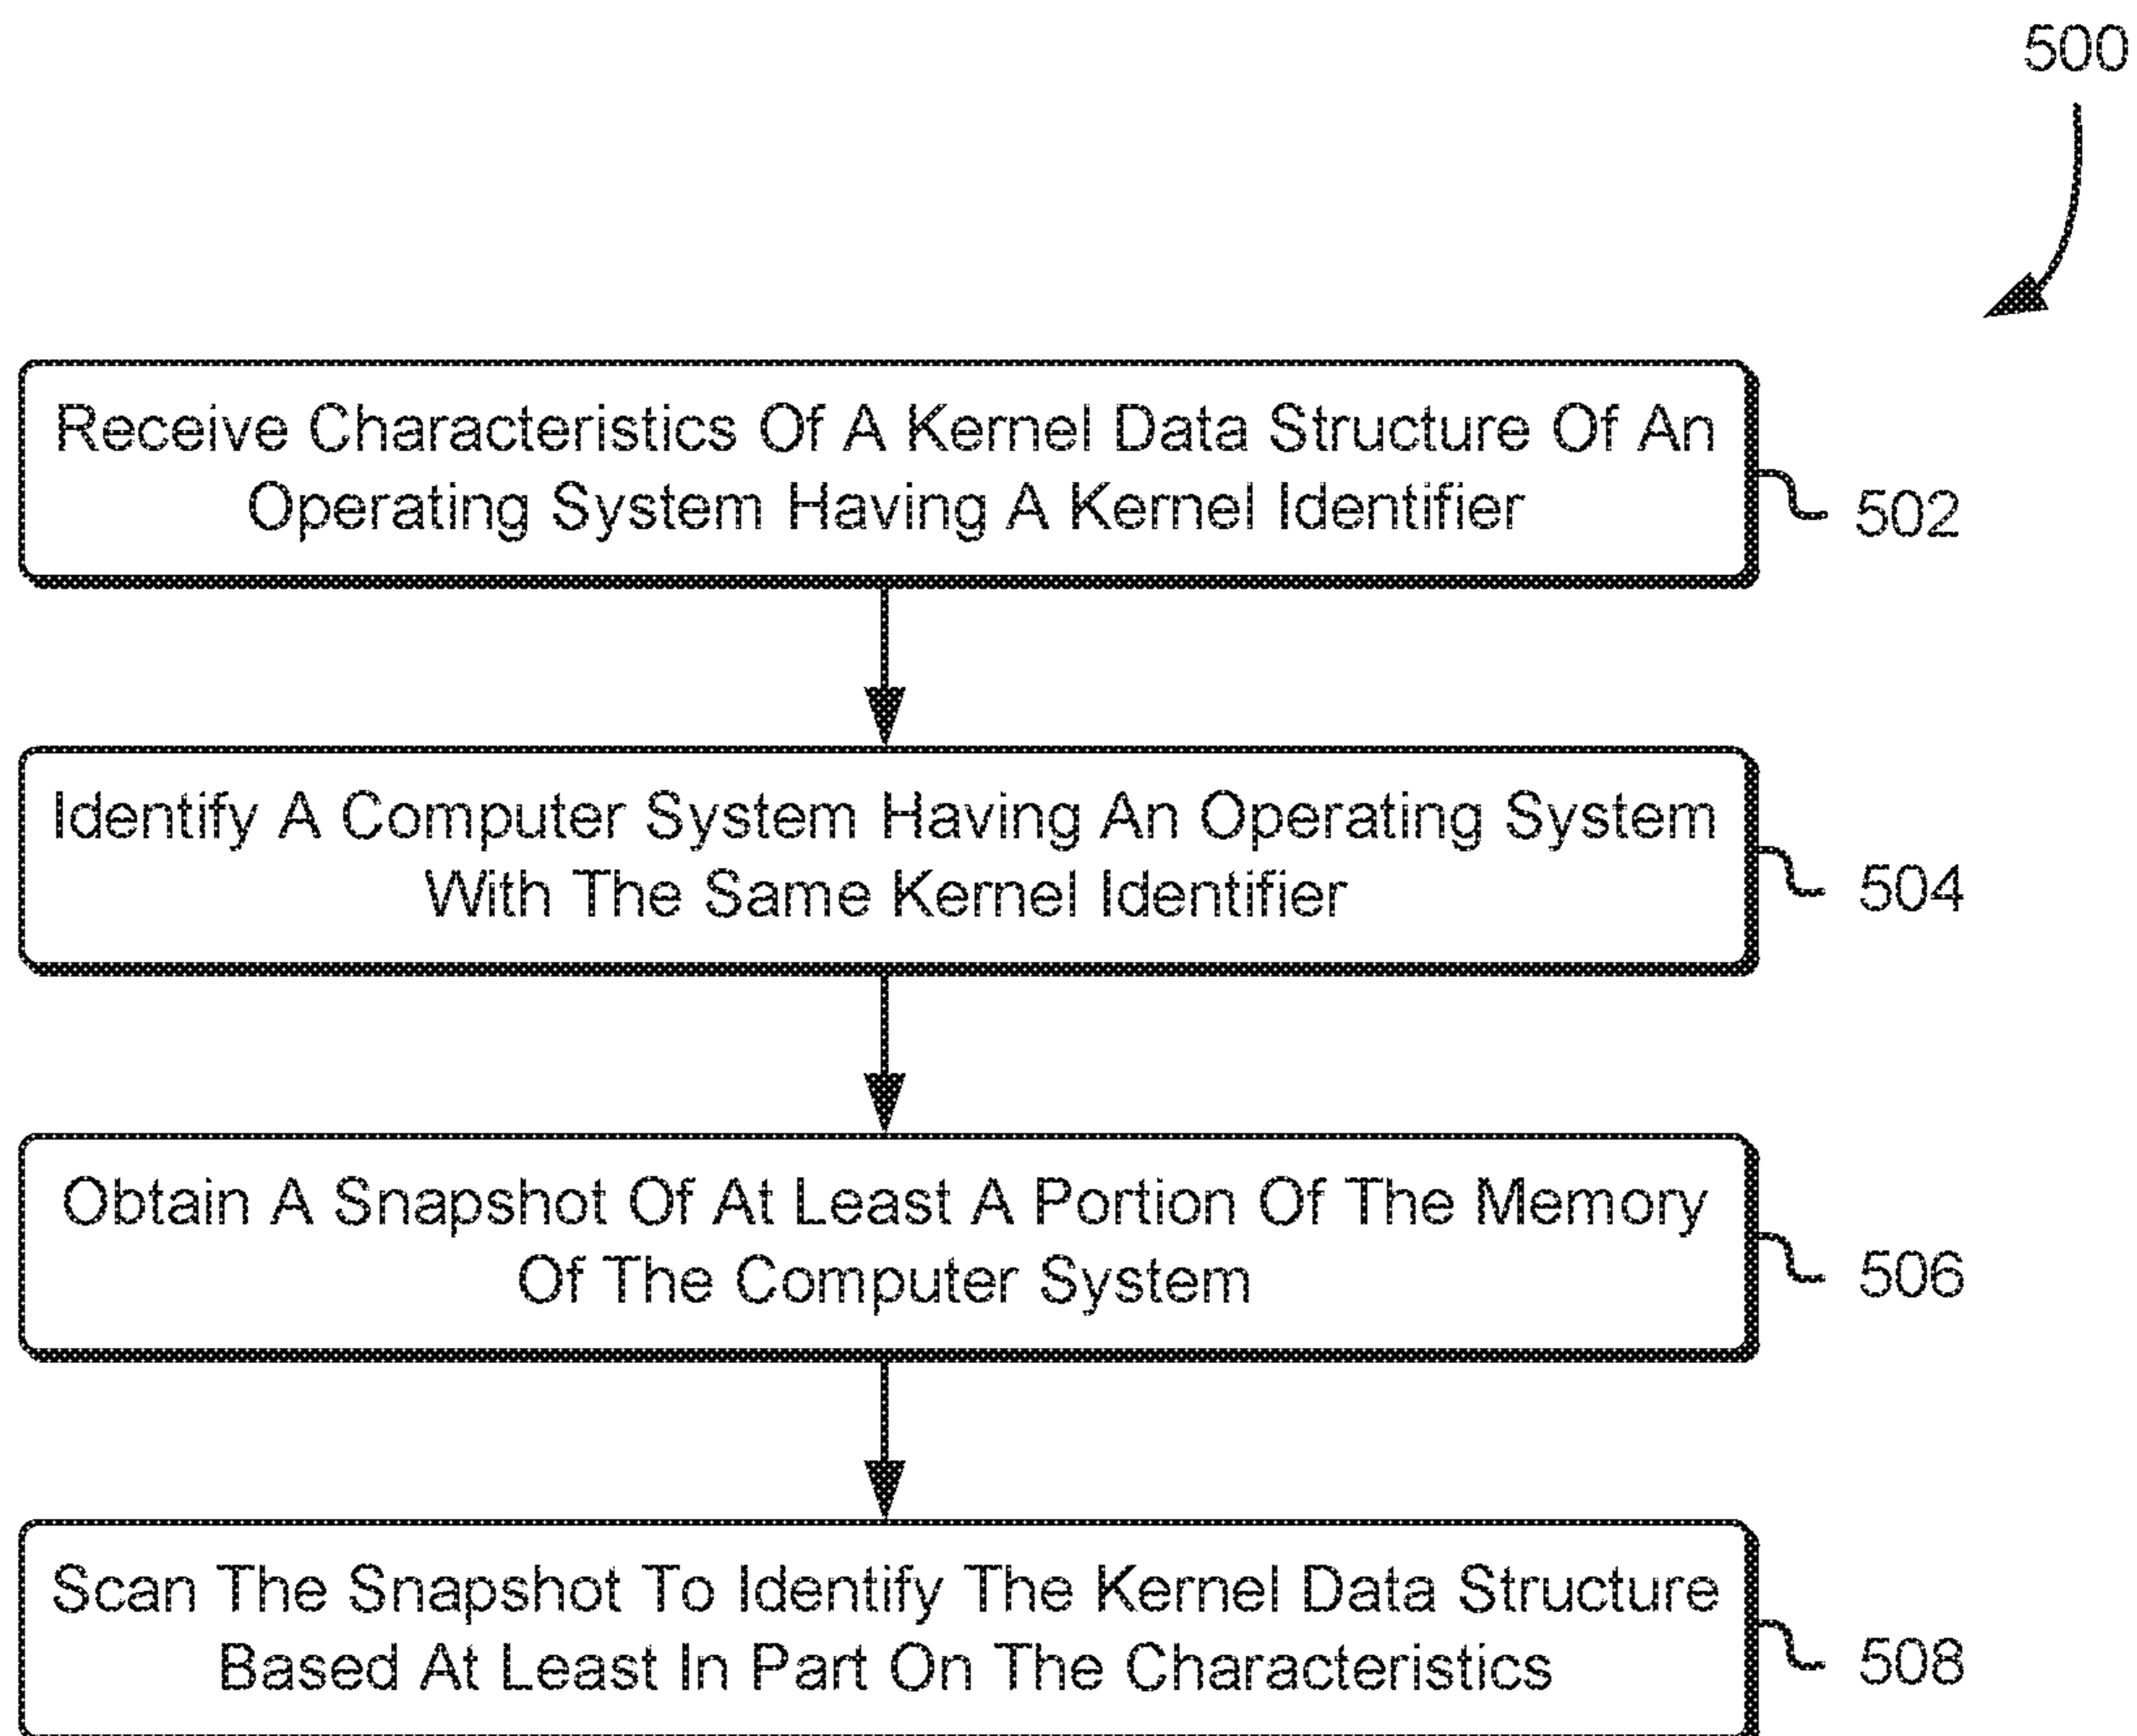 500
Receive Characteristics Of A Kernel Data Structure Of An
Operating System Having A Kernel Identifier
502
Identify A Computer System Having An Operating System
With The Same Kernel Identifier
504
Obtain A Snapshot Of At Least A Portion Of The Memory
Of The Computer System
506
Scan The Snapshot To Identify The Kernel Data Structure
Based At Least In Part On The Characteristics
508